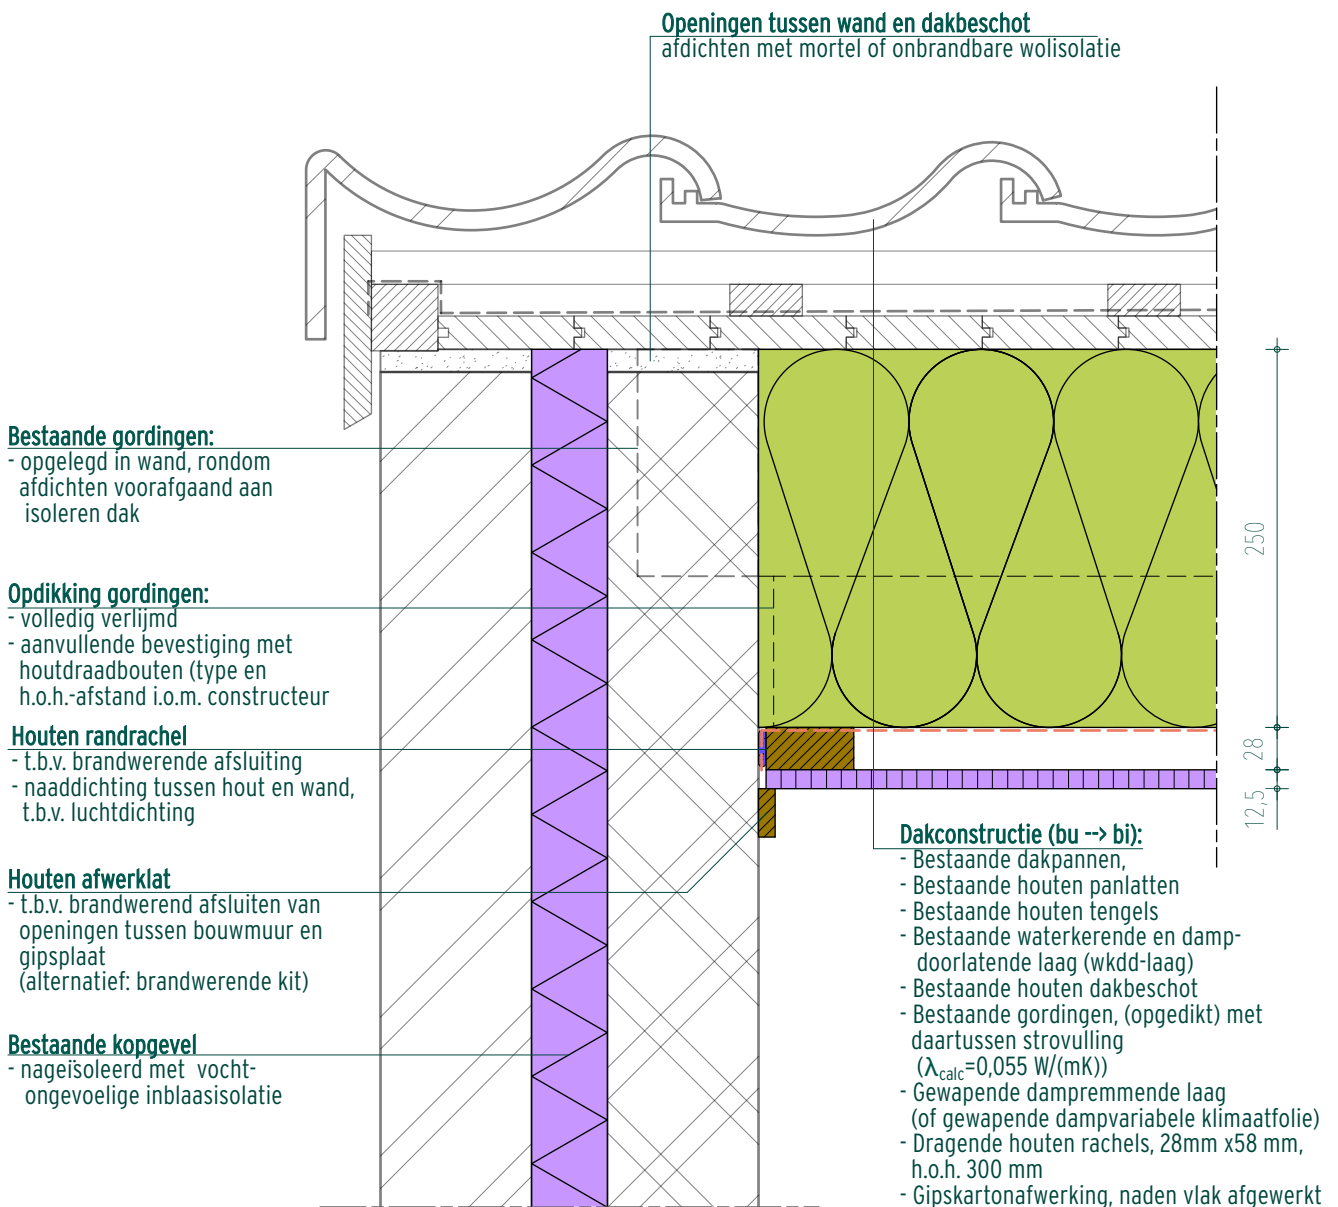 Openingen tussen wand en dakbeschot
afdichten met mortel of onbrandbare wolisolatie
Bestaande gordingen:
- opgelegd in wand, rondom
afdichten voorafgaand aan
isoleren dak
Opdikking gordingen:
- volledig verlijmd
- aanvullende bevestiging met
houtdraadbouten (type en
h.o.h.-afstand i.o.m. constructeur
Houten randrachel
- t.b.v. brandwerende afsluiting
- naaddichting tussen hout en wand,
t.b.v. luchtdichting
Houten afwerklat
- t.b.v. brandwerend afsluiten van
openingen tussen bouwmuur en
gipsplaat
(alternatief: brandwerende kit)
Bestaande kopgevel
- nageïsoleerd met vocht-
ongevoelige inblaasisolatie
250
28
12,5
Dakconstructie (bu --> bi):
- Bestaande dakpannen,
- Bestaande houten panlatten
- Bestaande houten tengels
- Bestaande waterkerende en damp-
doorlatende laag (wkdd-laag)
- Bestaande houten dakbeschot
- Bestaande gordingen, (opgedikt) met
daartussen strovulling
(λcalc=0,055 W/(mK))
- Gewapende dampremmende laag
(of gewapende dampvariabele klimaatfolie)
- Dragende houten rachels, 28mm x58 mm,
h.o.h. 300 mm
- Gipskartonafwerking, naden vlak afgewerkt